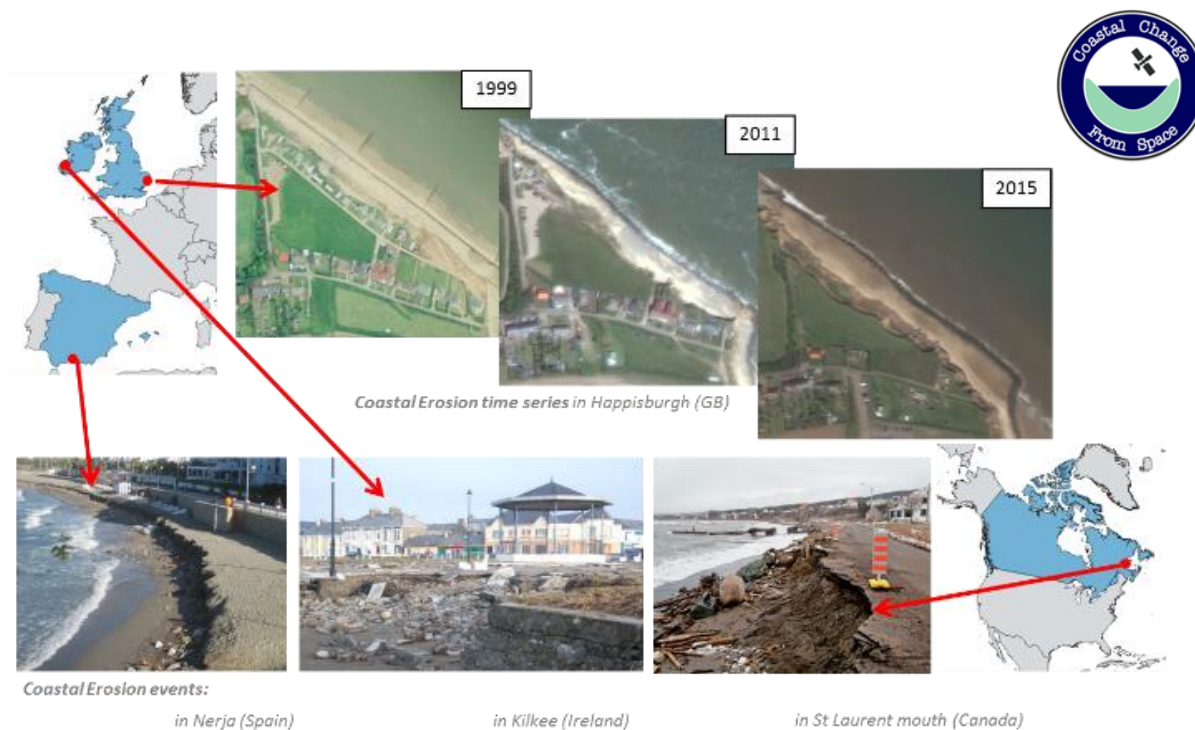 Coastal Change
From Space
1999
2011
2015
Coastal Erosion time series in Happisburgh (GB)
Coastal Erosion events:
in Nerja (Spain)
in Kilkee (Ireland)
in St Laurent mouth (Canada)